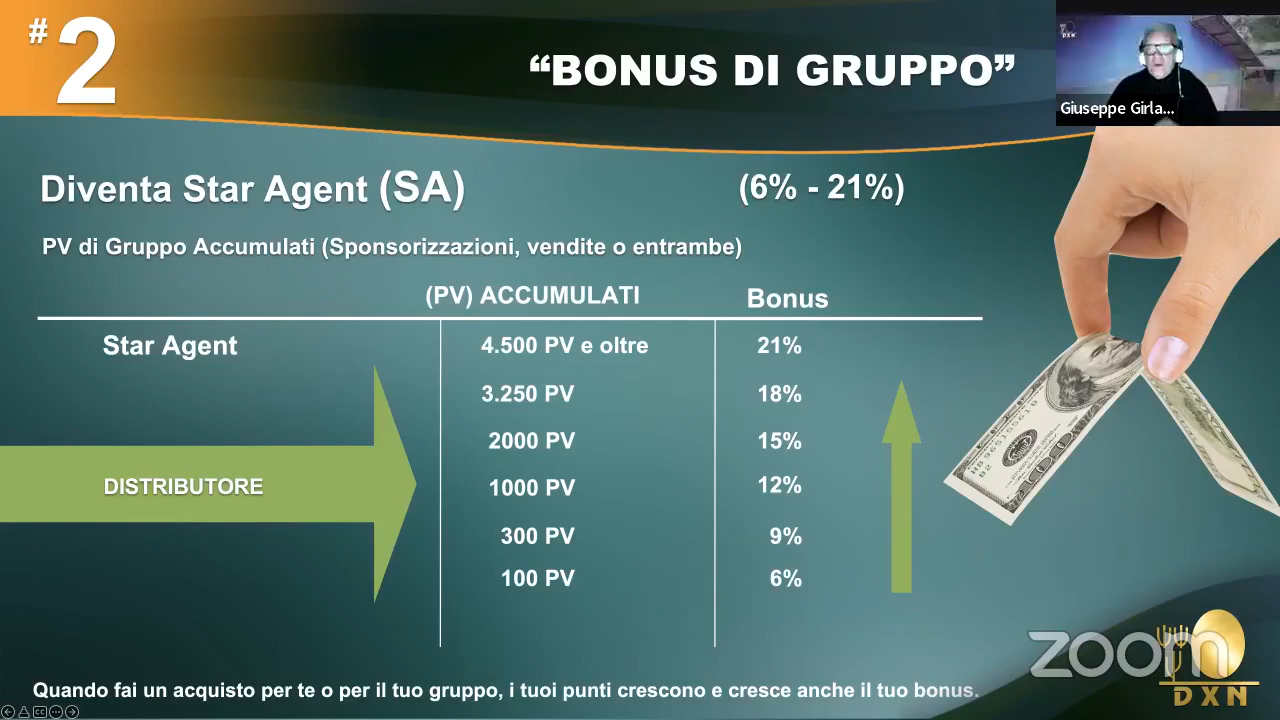 #2
“BONUS DI GRUPPO”
DXN
Giuseppe Girla...
Diventa Star Agent (SA)
(6% - 21%)
PV di Gruppo Accumulati (Sponsorizzazioni, vendite o entrambe)
(PV) ACCUMULATI Bonus
Star Agent 4.500 PV e oltre 21%
3.250 PV 18%
2000 PV 15%
DISTRIBUTORE 1000 PV 12%
300 PV 9%
100 PV 6%
zoom
DXN
Quando fai un acquisto per te o per il tuo gruppo, i tuoi punti crescono e cresce anche il tuo bonus.